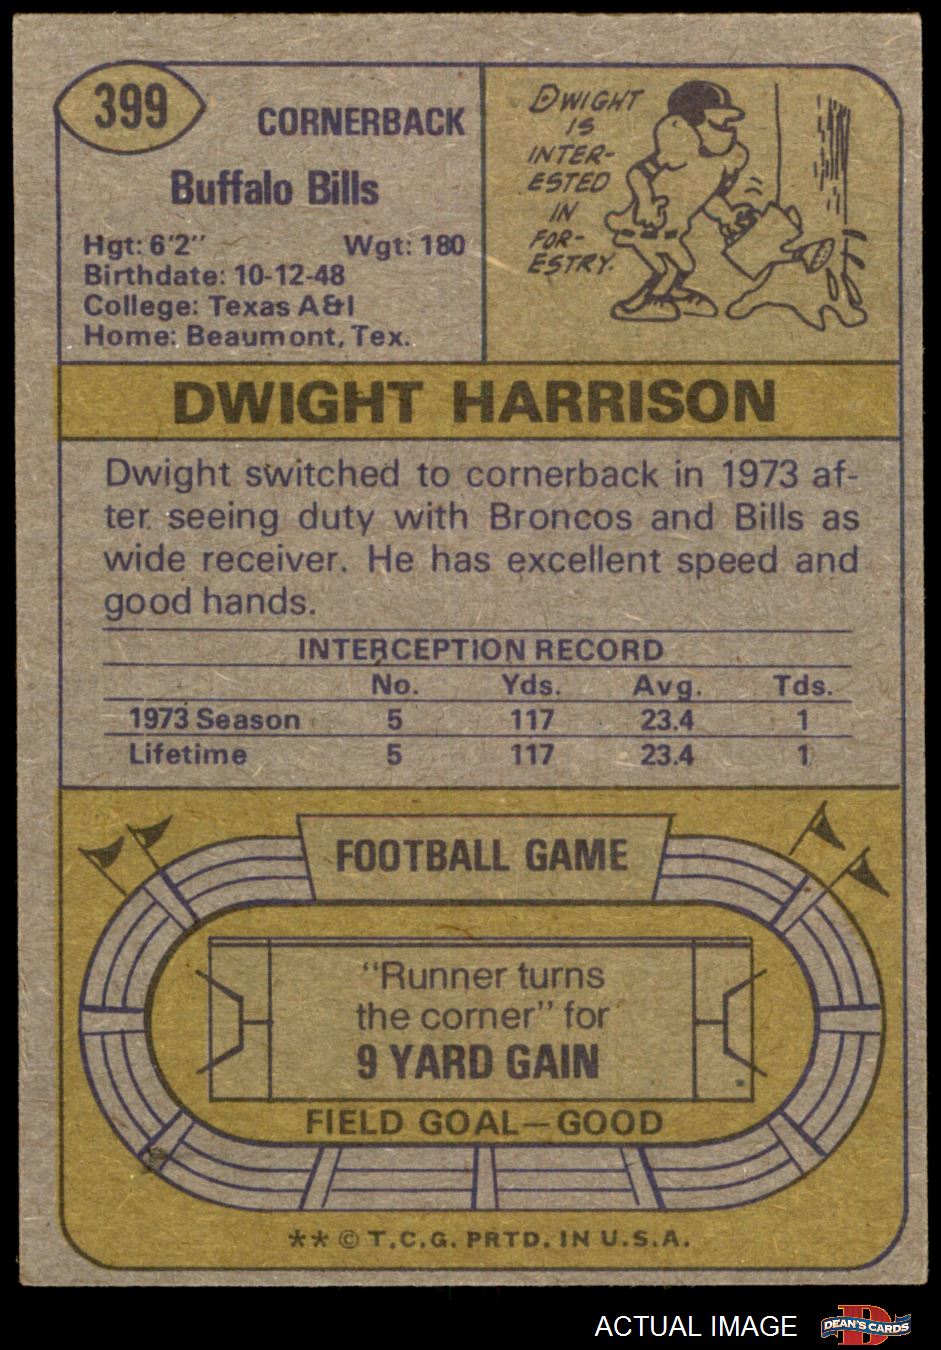 399
CORNERBACK
Buffalo Bills
Hgt: 6'2" Wgt: 180
Birthdate: 10-12-48
College: Texas A&I
Home: Beaumont, Tex.
DWIGHT
IS
INTER-
ESTED
IN
FOR-
ESTRY.
DWIGHT HARRISON
Dwight switched to cornerback in 1973 af-
ter seeing duty with Broncos and Bills as
wide receiver. He has excellent speed and
good hands.
INTERCEPTION RECORD
No. Yds. Avg. Tds.
1973 Season 5 117 23.4 1
Lifetime 5 117 23.4 1
FOOTBALL GAME
"Runner turns
the corner" for
9 YARD GAIN
FIELD GOAL—GOOD
** © T.C.G. PRTD. IN U.S.A.
ACTUAL IMAGE
DEAN'S CARDS